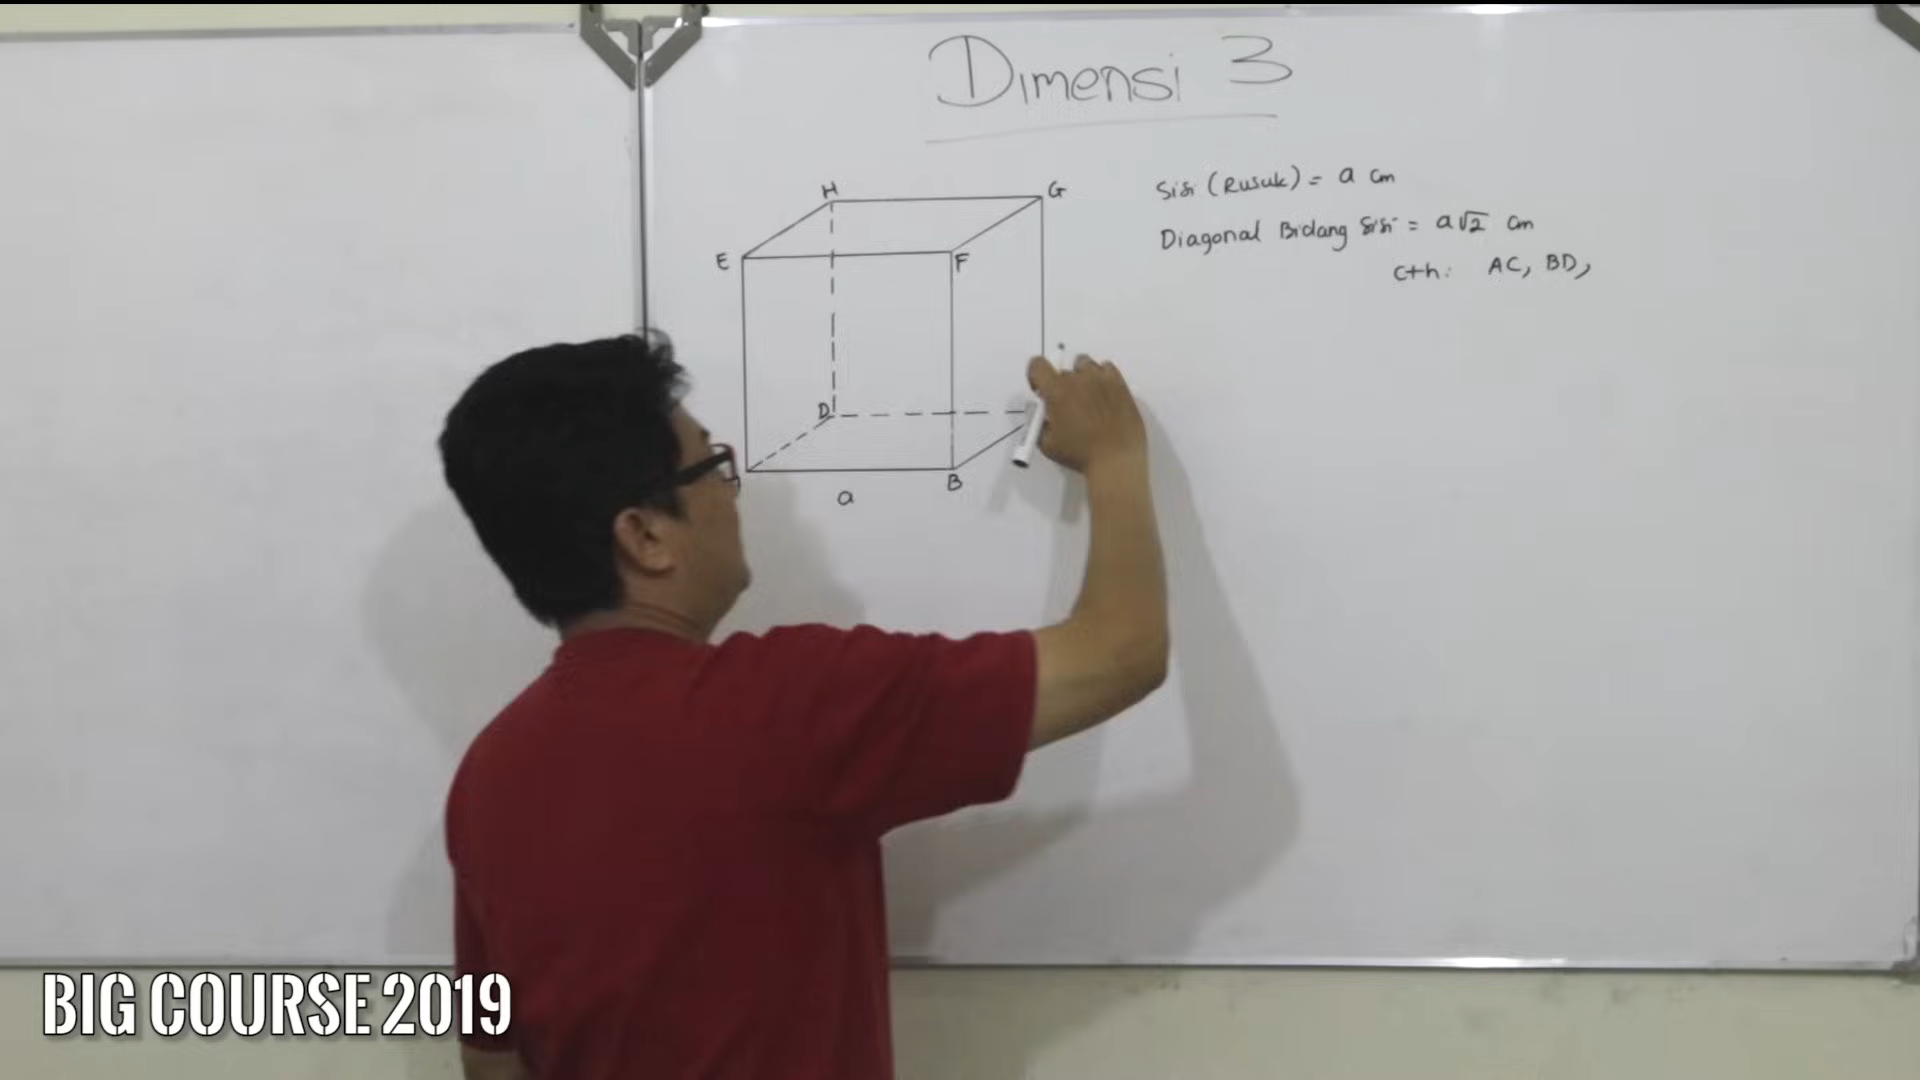 Dimensi 3
H
G
E
F
D
B
a
Sisi (Rusuk) = a cm
Diagonal Bidang Sisi = a√2 cm
Cth: AC, BD,
BIG COURSE 2019